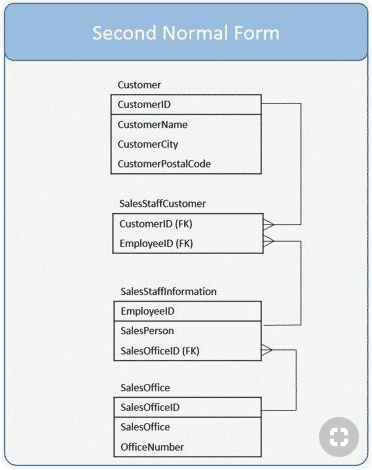 Second Normal Form
Customer
CustomerID
CustomerName
CustomerCity
CustomerPostalCode
SalesStaffCustomer
CustomerID (FK)
EmployeeID (FK)
SalesStaffInformation
EmployeeID
SalesPerson
SalesOfficeID (FK)
SalesOffice
SalesOfficeID
SalesOffice
OfficeNumber